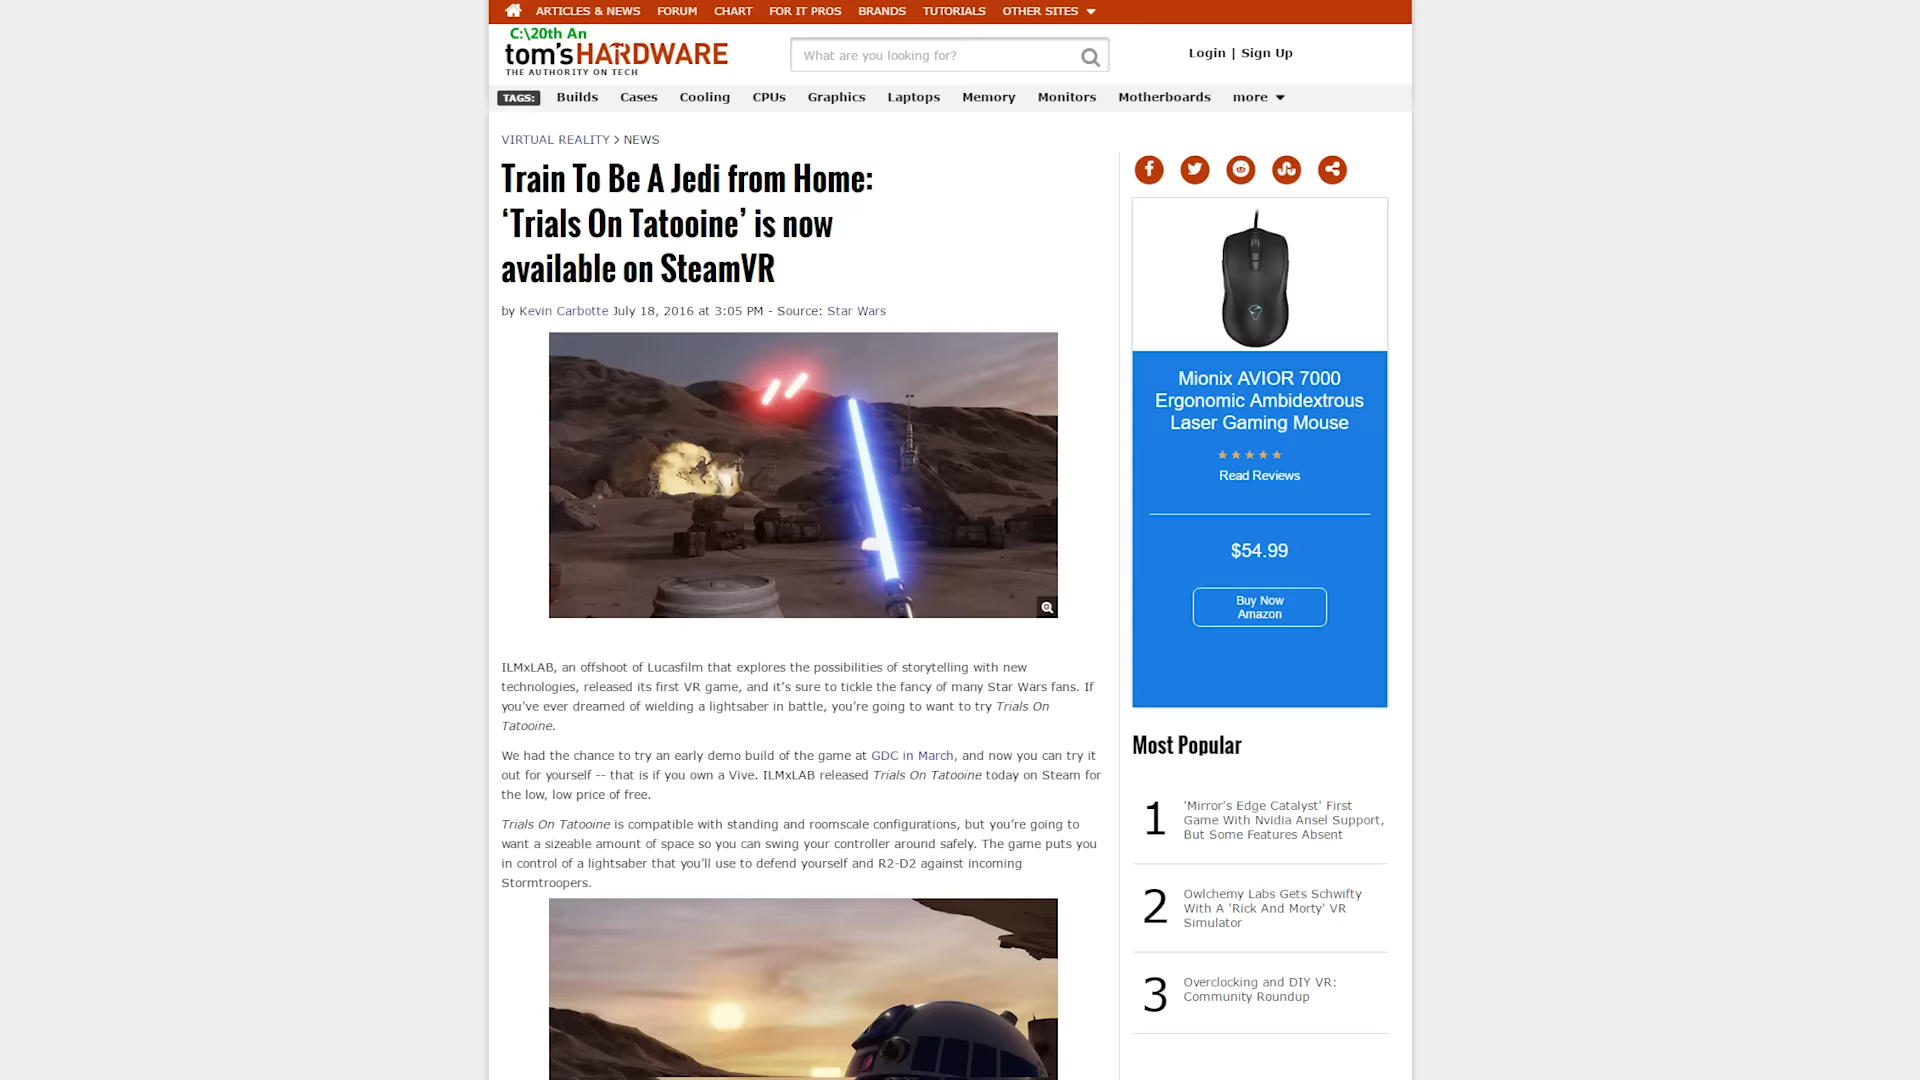 ARTICLES & NEWS FORUM CHART FOR IT PROS BRANDS TUTORIALS OTHER SITES
C:\20th An
tom's HARDWARE
THE AUTHORITY ON TECH
What are you looking for?
Login | Sign Up
TAGS: Builds Cases Cooling CPUs Graphics Laptops Memory Monitors Motherboards more
VIRTUAL REALITY > NEWS
Train To Be A Jedi from Home:
‘Trials On Tatooine’ is now
available on SteamVR
by Kevin Carbotte July 18, 2016 at 3:05 PM - Source: Star Wars
ILMxLAB, an offshoot of Lucasfilm that explores the possibilities of storytelling with new
technologies, released its first VR game, and it's sure to tickle the fancy of many Star Wars fans. If
you’ve ever dreamed of wielding a lightsaber in battle, you’re going to want to try Trials On
Tatooine.
We had the chance to try an early demo build of the game at GDC in March, and now you can try it
out for yourself -- that is if you own a Vive. ILMxLAB released Trials On Tatooine today on Steam for
the low, low price of free.
Trials On Tatooine is compatible with standing and roomscale configurations, but you’re going to
want a sizeable amount of space so you can swing your controller around safely. The game puts you
in control of a lightsaber that you’ll use to defend yourself and R2-D2 against incoming
Stormtroopers.
Mionix AVIOR 7000
Ergonomic Ambidextrous
Laser Gaming Mouse
Read Reviews
$54.99
Buy Now
Amazon
Most Popular
1
'Mirror's Edge Catalyst' First
Game With Nvidia Ansel Support,
But Some Features Absent
2
Owlchemy Labs Gets Schwifty
With A 'Rick And Morty' VR
Simulator
3
Overclocking and DIY VR:
Community Roundup